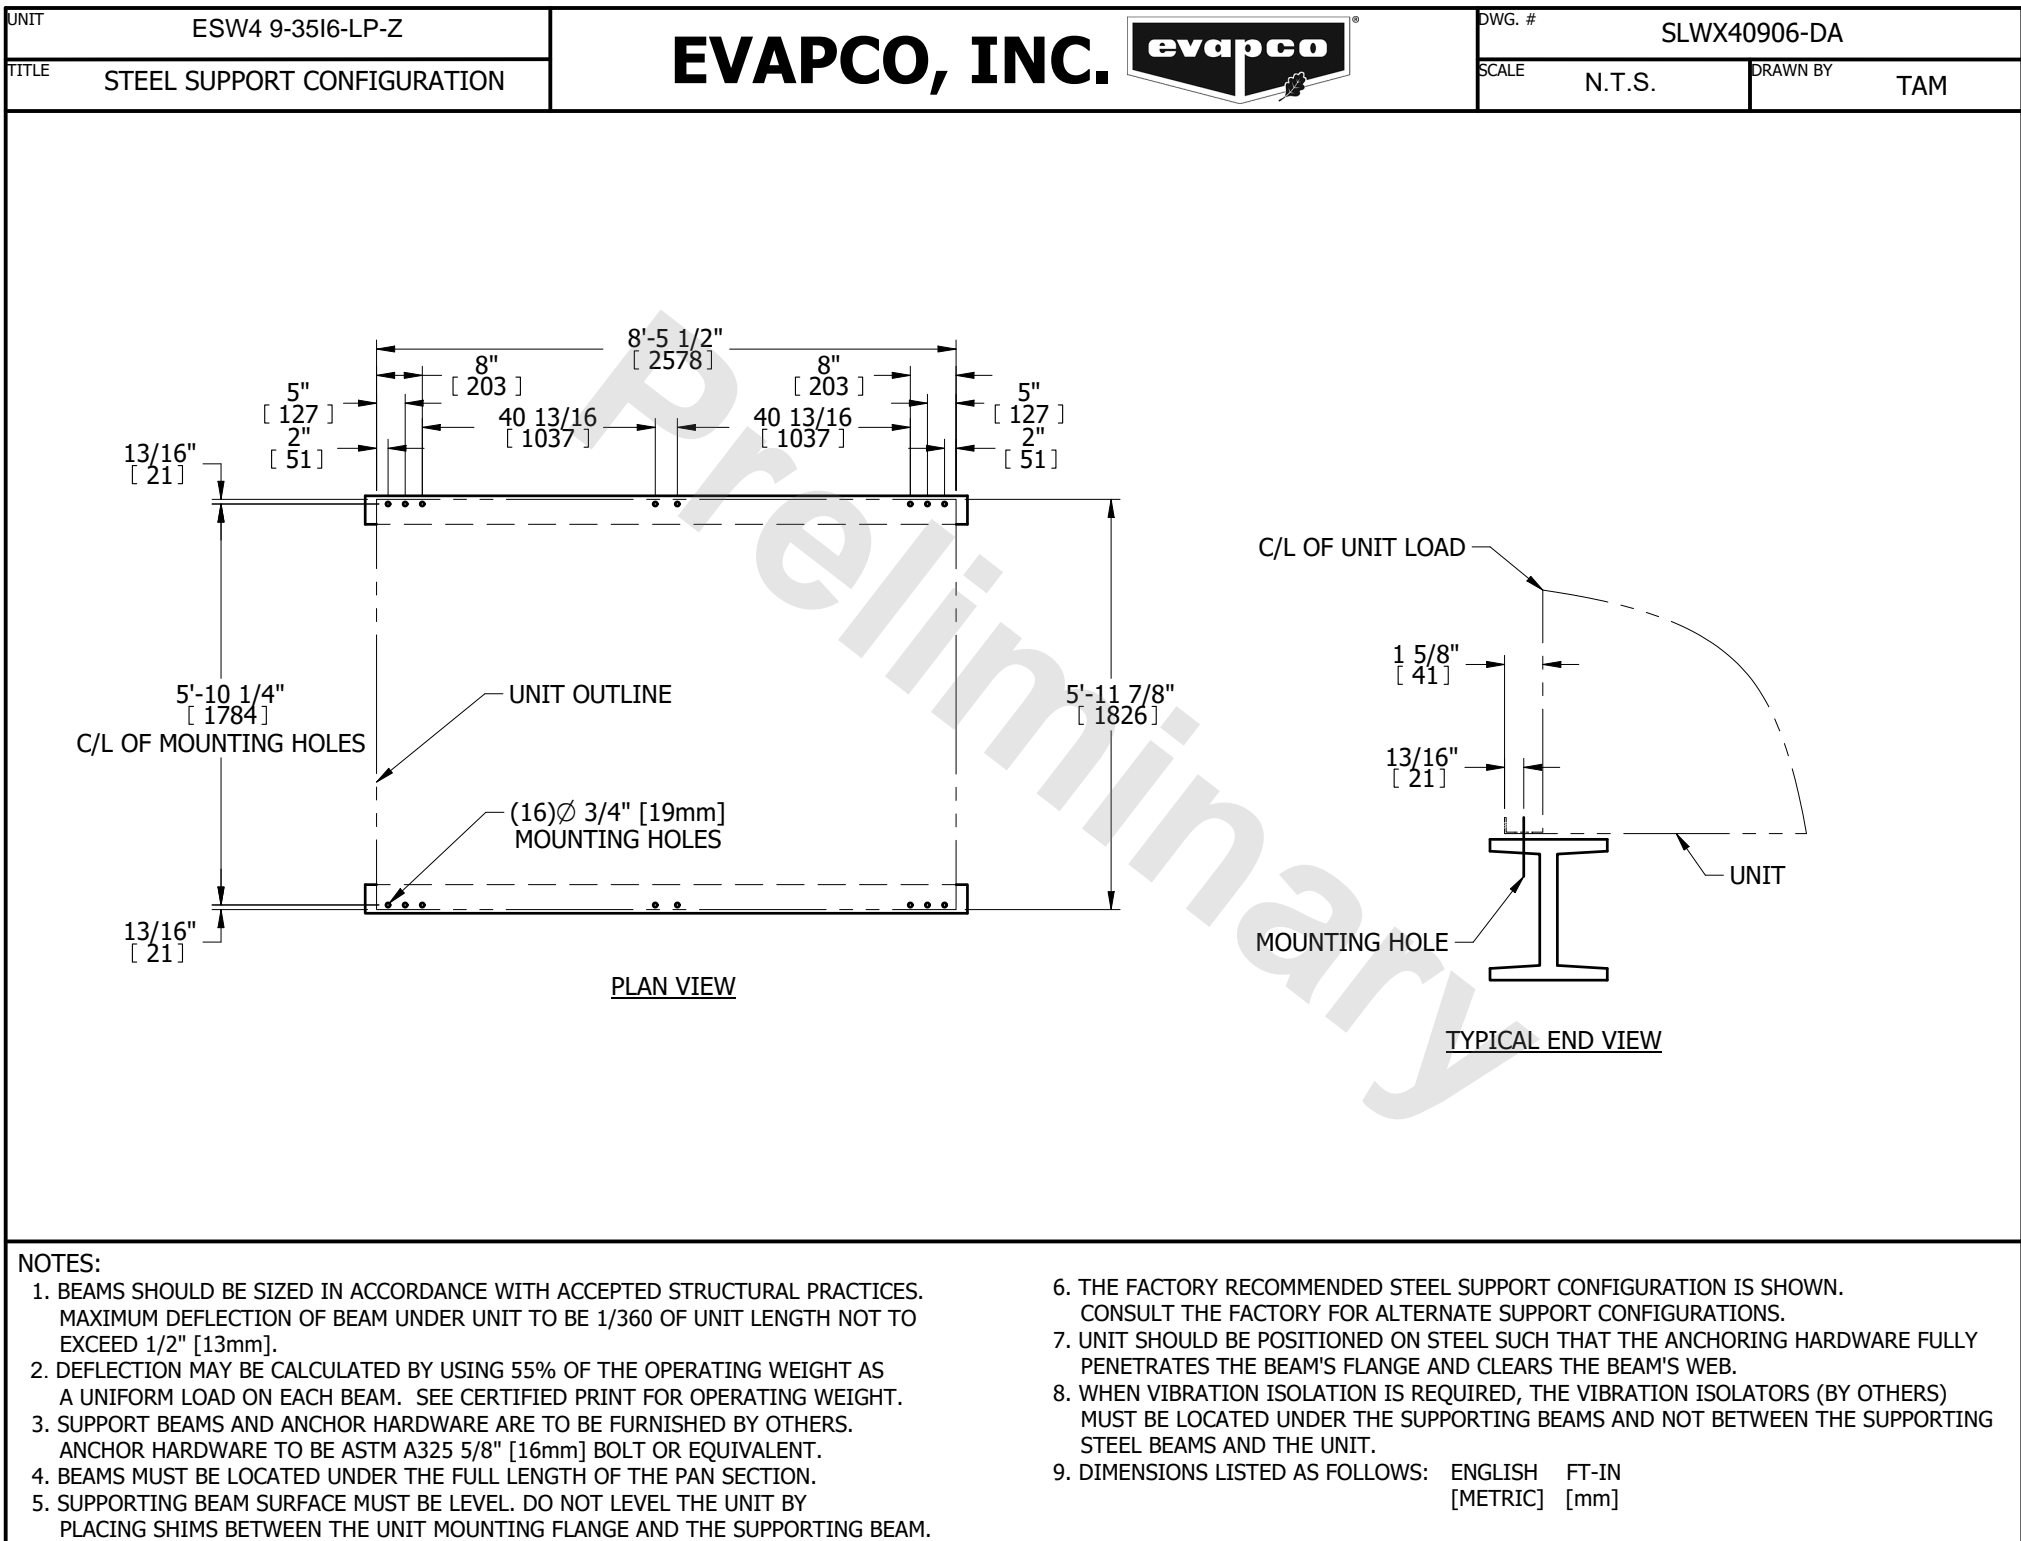 UNIT
ESW4 9-35I6-LP-Z
TITLE
STEEL SUPPORT CONFIGURATION
EVAPCO, INC.
evapco
®
DWG. #
SLWX40906-DA
SCALE
N.T.S.
DRAWN BY
TAM
8'-5 1/2"
[ 2578 ]
8"
[ 203 ]
8"
[ 203 ]
5"
[ 127 ]
5"
[ 127 ]
40 13/16
[ 1037 ]
40 13/16
[ 1037 ]
2"
[ 51 ]
2"
[ 51 ]
13/16"
[ 21 ]
5'-10 1/4"
[ 1784 ]
C/L OF MOUNTING HOLES
UNIT OUTLINE
5'-11 7/8"
[ 1826 ]
(16)Ø 3/4" [19mm]
MOUNTING HOLES
13/16"
[ 21 ]
PLAN VIEW
C/L OF UNIT LOAD
1 5/8"
[ 41 ]
13/16"
[ 21 ]
UNIT
MOUNTING HOLE
TYPICAL END VIEW
Preliminary
NOTES:
1. BEAMS SHOULD BE SIZED IN ACCORDANCE WITH ACCEPTED STRUCTURAL PRACTICES.
MAXIMUM DEFLECTION OF BEAM UNDER UNIT TO BE 1/360 OF UNIT LENGTH NOT TO
EXCEED 1/2" [13mm].
2. DEFLECTION MAY BE CALCULATED BY USING 55% OF THE OPERATING WEIGHT AS
A UNIFORM LOAD ON EACH BEAM. SEE CERTIFIED PRINT FOR OPERATING WEIGHT.
3. SUPPORT BEAMS AND ANCHOR HARDWARE ARE TO BE FURNISHED BY OTHERS.
ANCHOR HARDWARE TO BE ASTM A325 5/8" [16mm] BOLT OR EQUIVALENT.
4. BEAMS MUST BE LOCATED UNDER THE FULL LENGTH OF THE PAN SECTION.
5. SUPPORTING BEAM SURFACE MUST BE LEVEL. DO NOT LEVEL THE UNIT BY
PLACING SHIMS BETWEEN THE UNIT MOUNTING FLANGE AND THE SUPPORTING BEAM.
6. THE FACTORY RECOMMENDED STEEL SUPPORT CONFIGURATION IS SHOWN.
CONSULT THE FACTORY FOR ALTERNATE SUPPORT CONFIGURATIONS.
7. UNIT SHOULD BE POSITIONED ON STEEL SUCH THAT THE ANCHORING HARDWARE FULLY
PENETRATES THE BEAM'S FLANGE AND CLEARS THE BEAM'S WEB.
8. WHEN VIBRATION ISOLATION IS REQUIRED, THE VIBRATION ISOLATORS (BY OTHERS)
MUST BE LOCATED UNDER THE SUPPORTING BEAMS AND NOT BETWEEN THE SUPPORTING
STEEL BEAMS AND THE UNIT.
9. DIMENSIONS LISTED AS FOLLOWS: ENGLISH FT-IN
[METRIC] [mm]